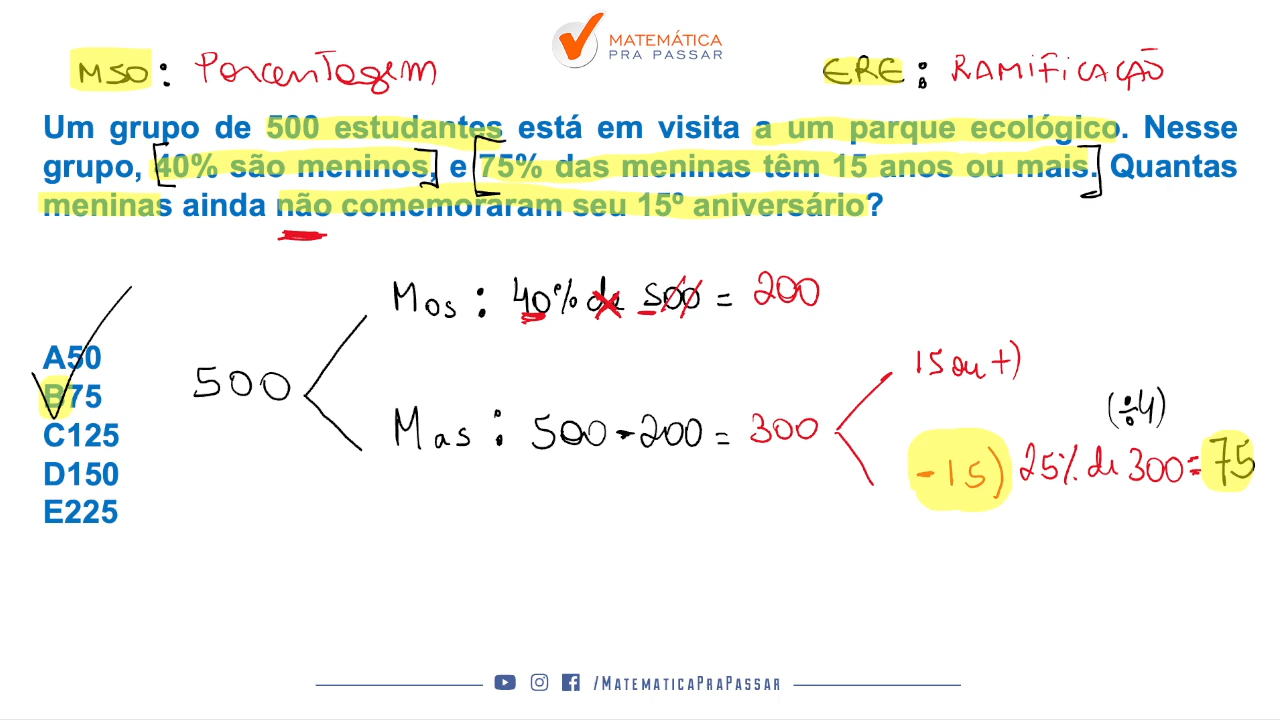 MATEMÁTICA
PRA PASSAR
MSO: Porcentagem
ERE: RAMIFICAÇÃO
Um grupo de 500 estudantes está em visita a um parque ecológico. Nesse
grupo, [40% são meninos,] e [75% das meninas têm 15 anos ou mais.] Quantas
meninas ainda não comemoraram seu 15º aniversário?
Mos: 40% de 500 = 200
500
Mas: 500-200 = 300
15 ou +)
(÷4)
-15) 25% de 300 = 75
A50
B75
C125
D150
E225
/MATEMATICAPRAPASSAR